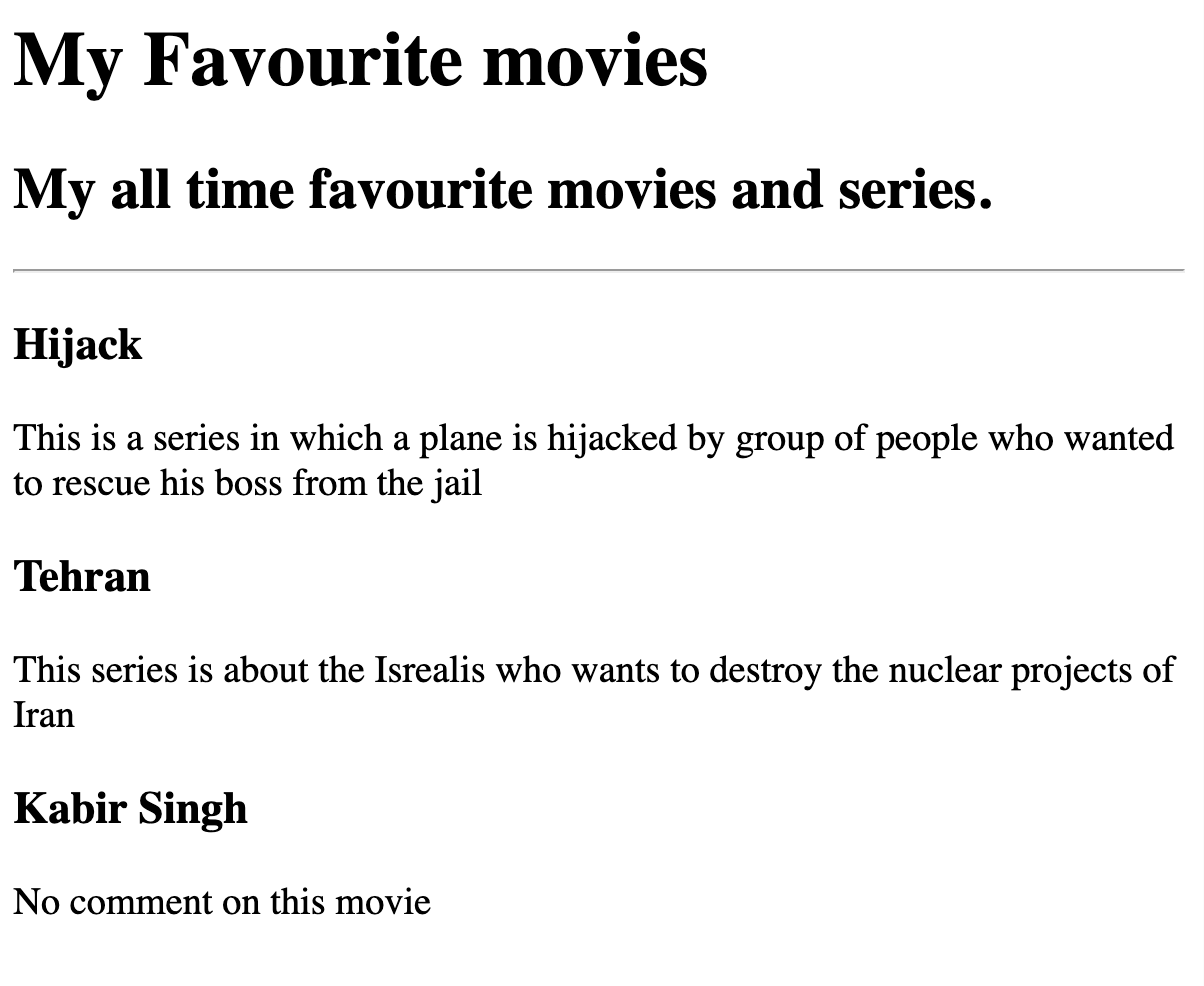 My Favourite movies
My all time favourite movies and series.
Hijack
This is a series in which a plane is hijacked by group of people who wanted
to rescue his boss from the jail
Tehran
This series is about the Isrealis who wants to destroy the nuclear projects of
Iran
Kabir Singh
No comment on this movie